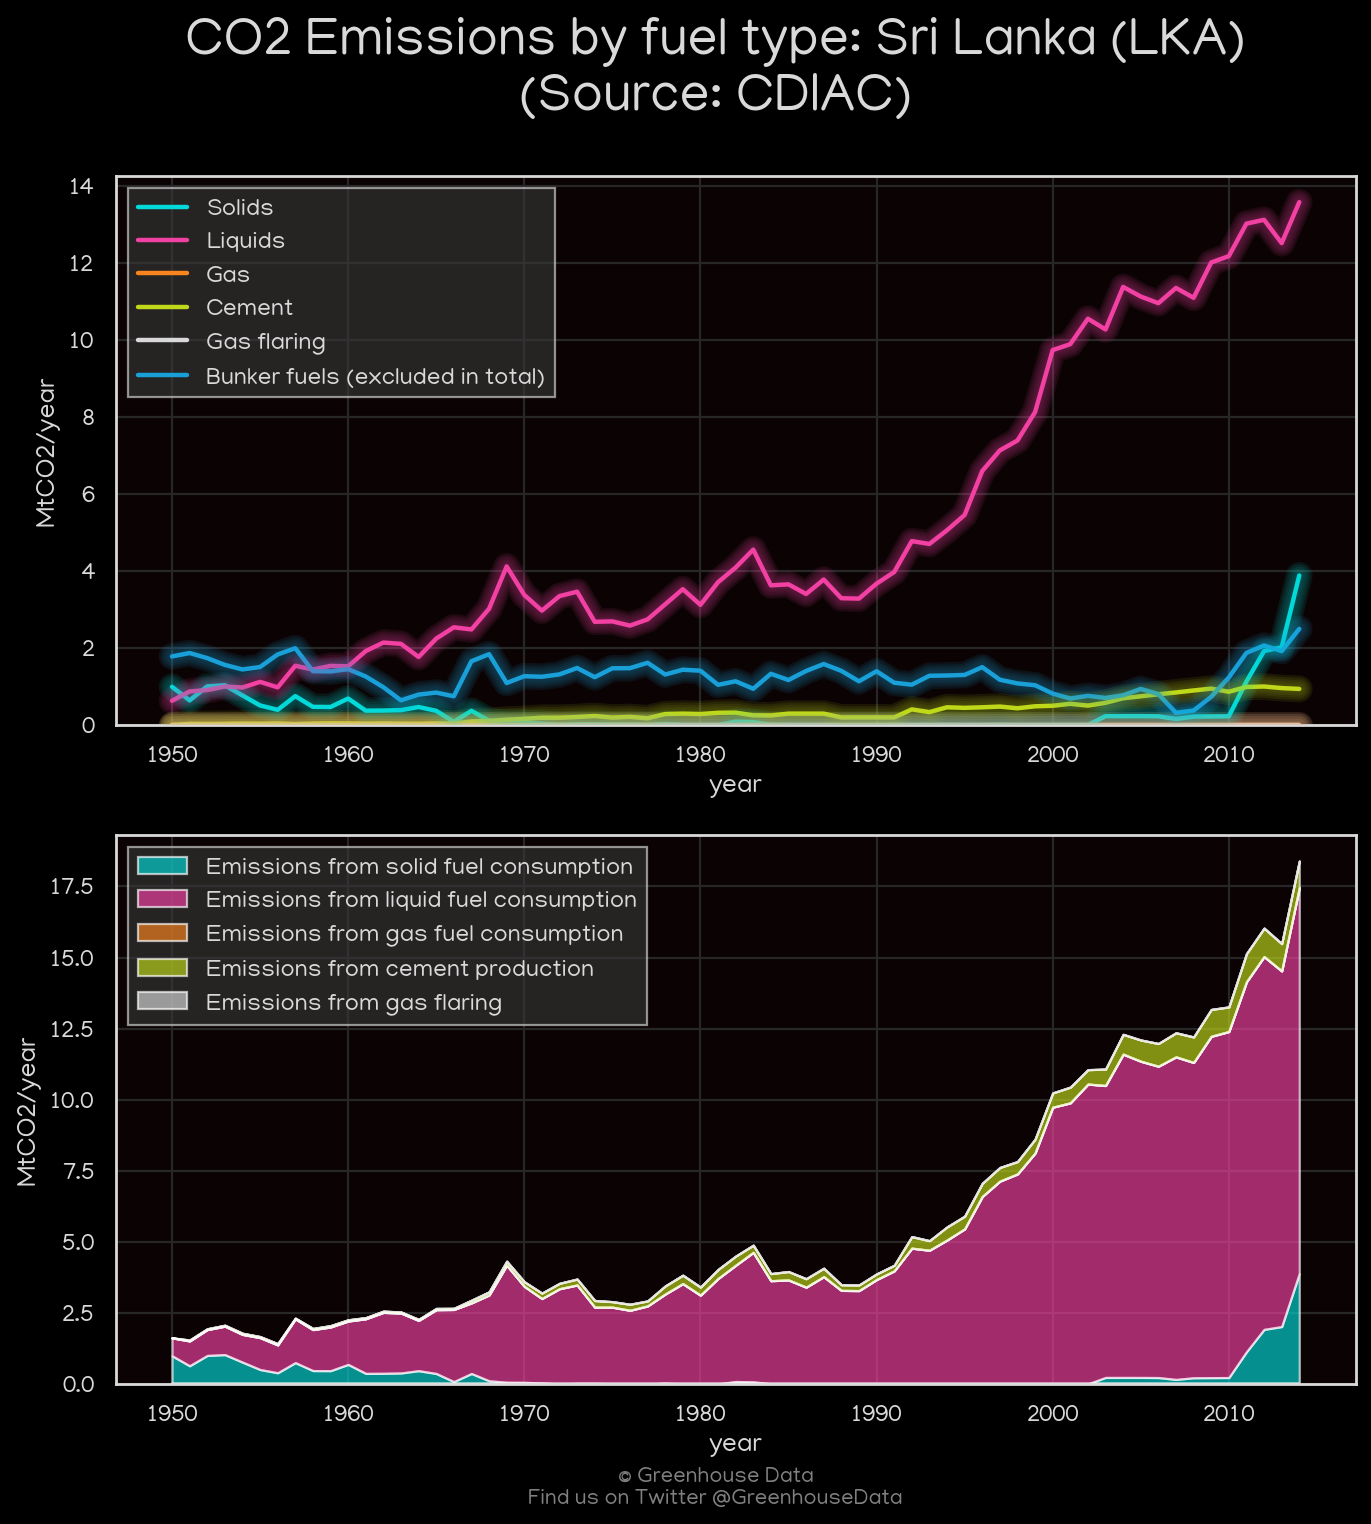 CO2 Emissions by fuel type: Sri Lanka (LKA)
(Source: CDIAC)
14
12
10
8
6
4
2
0
MtCO2/year
Solids
Liquids
Gas
Cement
Gas flaring
Bunker fuels (excluded in total)
1950 1960 1970 1980 1990 2000 2010
year
17.5
15.0
12.5
10.0
7.5
5.0
2.5
0.0
MtCO2/year
Emissions from solid fuel consumption
Emissions from liquid fuel consumption
Emissions from gas fuel consumption
Emissions from cement production
Emissions from gas flaring
1950 1960 1970 1980 1990 2000 2010
year
© Greenhouse Data
Find us on Twitter @GreenhouseData